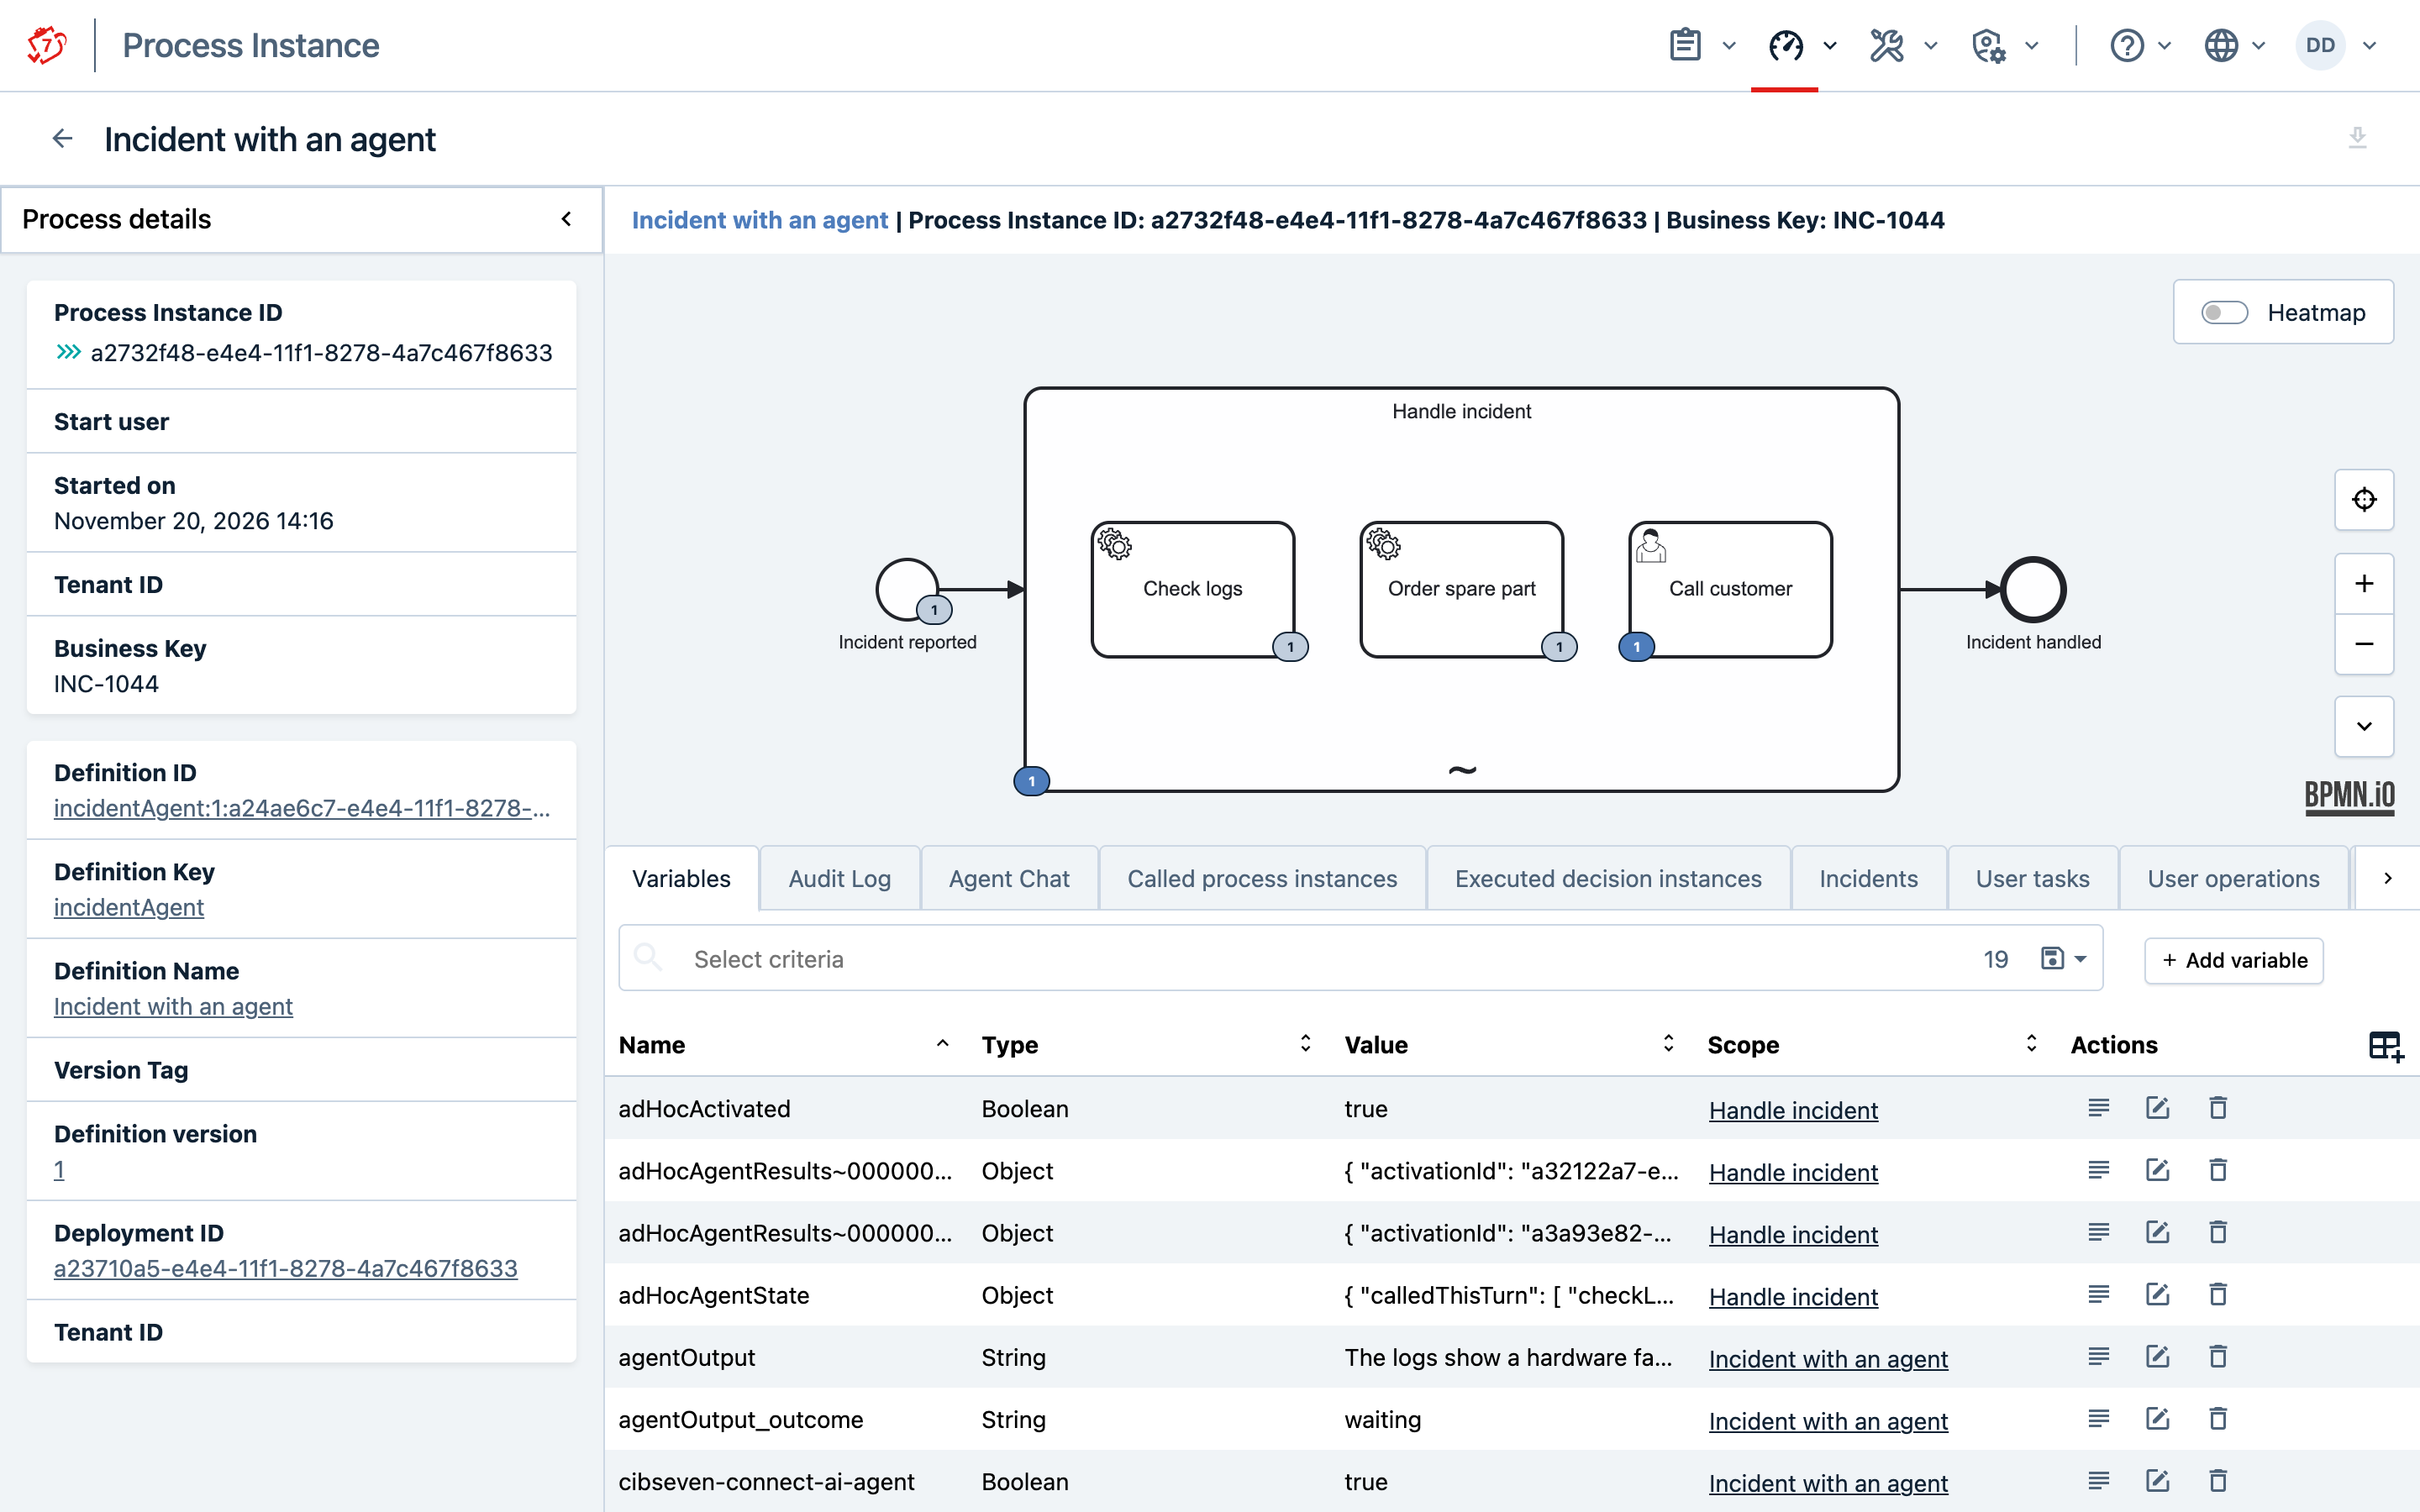 7
Process Instance
DD
Incident with an agent
Process details
Incident with an agent | Process Instance ID: a2732f48-e4e4-11f1-8278-4a7c467f8633 | Business Key: INC-1044
Process Instance ID
a2732f48-e4e4-11f1-8278-4a7c467f8633
Start user
Started on
November 20, 2026 14:16
Tenant ID
Business Key
INC-1044
Definition ID
incidentAgent:1:a24ae6c7-e4e4-11f1-8278-...
Definition Key
incidentAgent
Definition Name
Incident with an agent
Version Tag
Definition version
1
Deployment ID
a23710a5-e4e4-11f1-8278-4a7c467f8633
Tenant ID
Heatmap
Handle incident
Check logs
Order spare part
Call customer
1
Incident reported
1
1
1
Incident handled
1
BPMN.iO
Variables
Audit Log
Agent Chat
Called process instances
Executed decision instances
Incidents
User tasks
User operations
Select criteria
19
+ Add variable
Name Type Value Scope Actions
adHocActivated Boolean true Handle incident
adHocAgentResults~000000... Object { "activationId": "a32122a7-e... Handle incident
adHocAgentResults~000000... Object { "activationId": "a3a93e82-... Handle incident
adHocAgentState Object { "calledThisTurn": [ "checkL... Handle incident
agentOutput String The logs show a hardware fa... Incident with an agent
agentOutput_outcome String waiting Incident with an agent
cibseven-connect-ai-agent Boolean true Incident with an agent